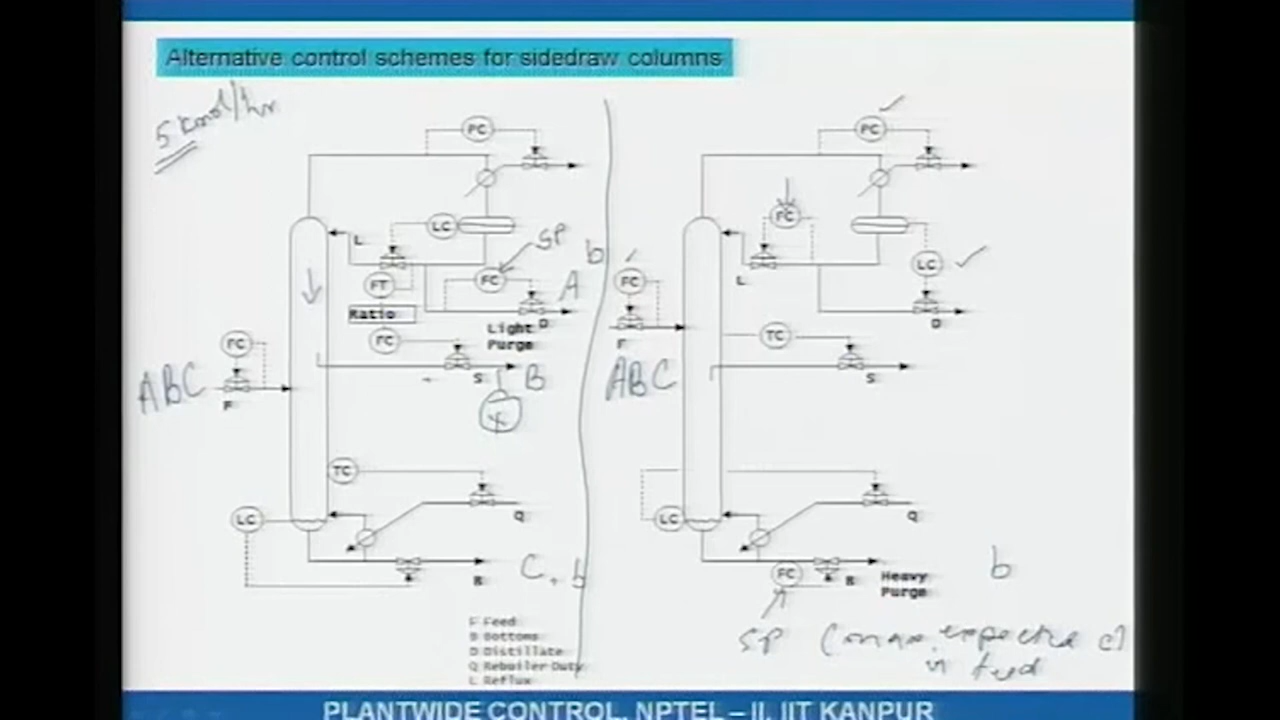 Alternative control schemes for sidedraw columns
5 kmol/hr
PC
LC
L
SP
FC
b
FT
A
Ratio
D
Light
Purge
FC
FC
S
B
ABC
F
TC
LC
Q
B
C, b
F Feed
B Bottoms
D Distillate
Q Reboiler Duty
L Reflux
PC
FC
LC
FC
L
D
F
TC
ABC
S
LC
Q
FC
B
Heavy
Purge
b
SP (max. expected C)
in feed
PLANTWIDE CONTROL, NPTEL – II, IIT KANPUR